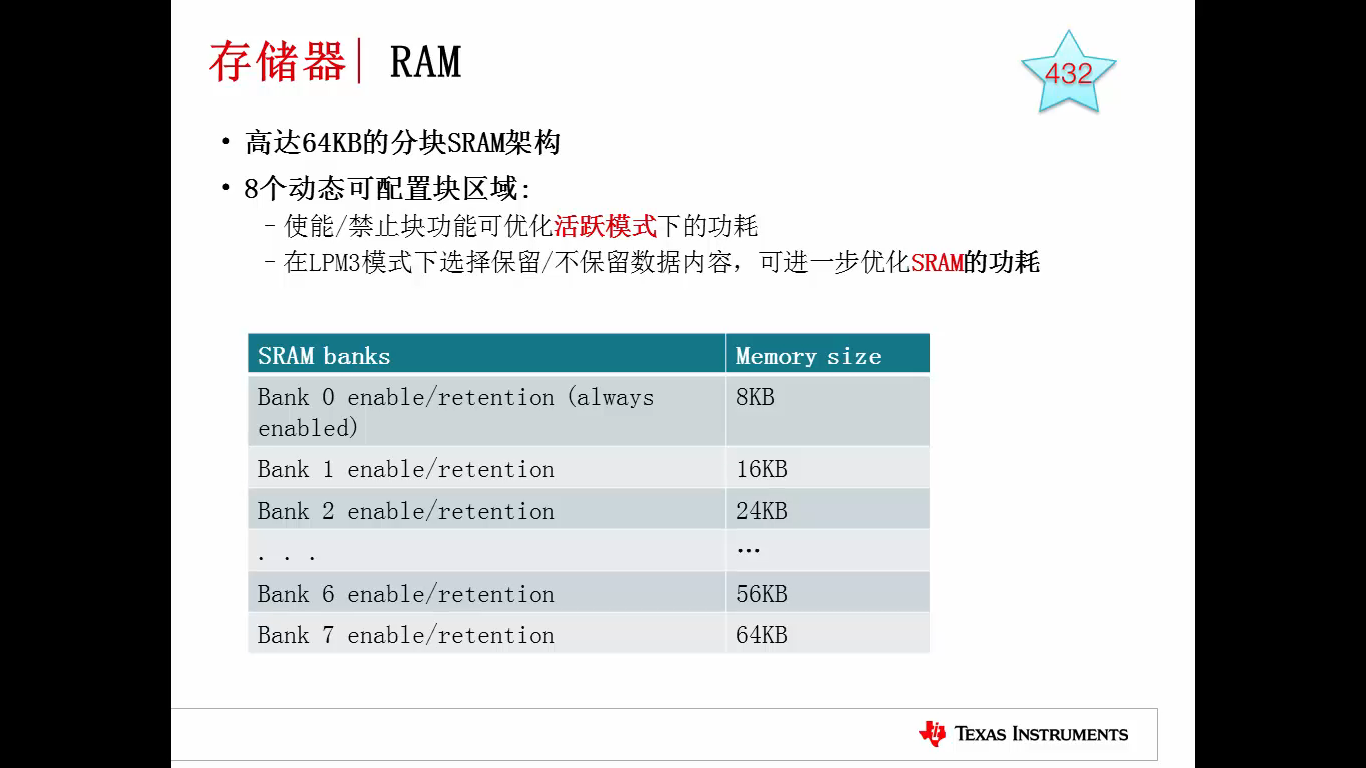 存储器| RAM
432
• 高达64KB的分块SRAM架构
• 8个动态可配置块区域:
– 使能/禁止块功能可优化活跃模式下的功耗
– 在LPM3模式下选择保留/不保留数据内容，可进一步优化SRAM的功耗
SRAM banks Memory size
Bank 0 enable/retention (always 8KB
enabled)
Bank 1 enable/retention 16KB
Bank 2 enable/retention 24KB
. . . …
Bank 6 enable/retention 56KB
Bank 7 enable/retention 64KB
TEXAS INSTRUMENTS